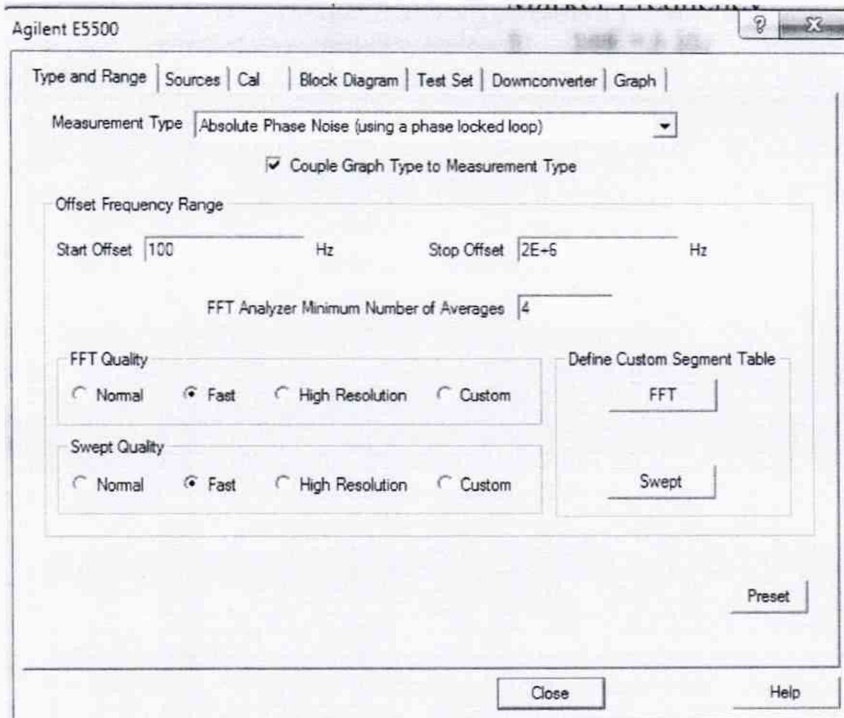 Agilent E5500
? X
Type and Range Sources Cal Block Diagram Test Set Downconverter Graph
Measurement Type Absolute Phase Noise (using a phase locked loop)
Couple Graph Type to Measurement Type
Offset Frequency Range
Start Offset 100 Hz Stop Offset 2E+6 Hz
FFT Analyzer Minimum Number of Averages 4
FFT Quality Define Custom Segment Table
Normal Fast High Resolution Custom FFT
Swept Quality
Normal Fast High Resolution Custom Swept
Preset
Close Help